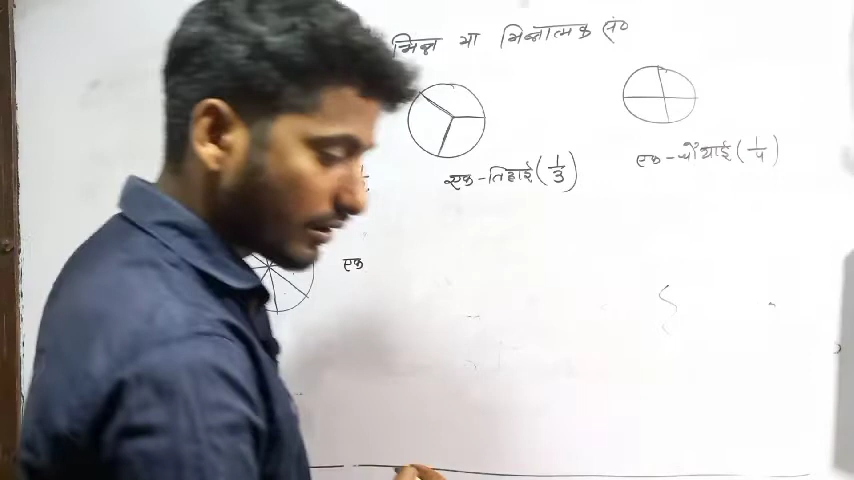 भिन्न या भिन्नात्मक सं०
एक-तिहाई (1/3)
एक-चौथाई (1/4)
एक